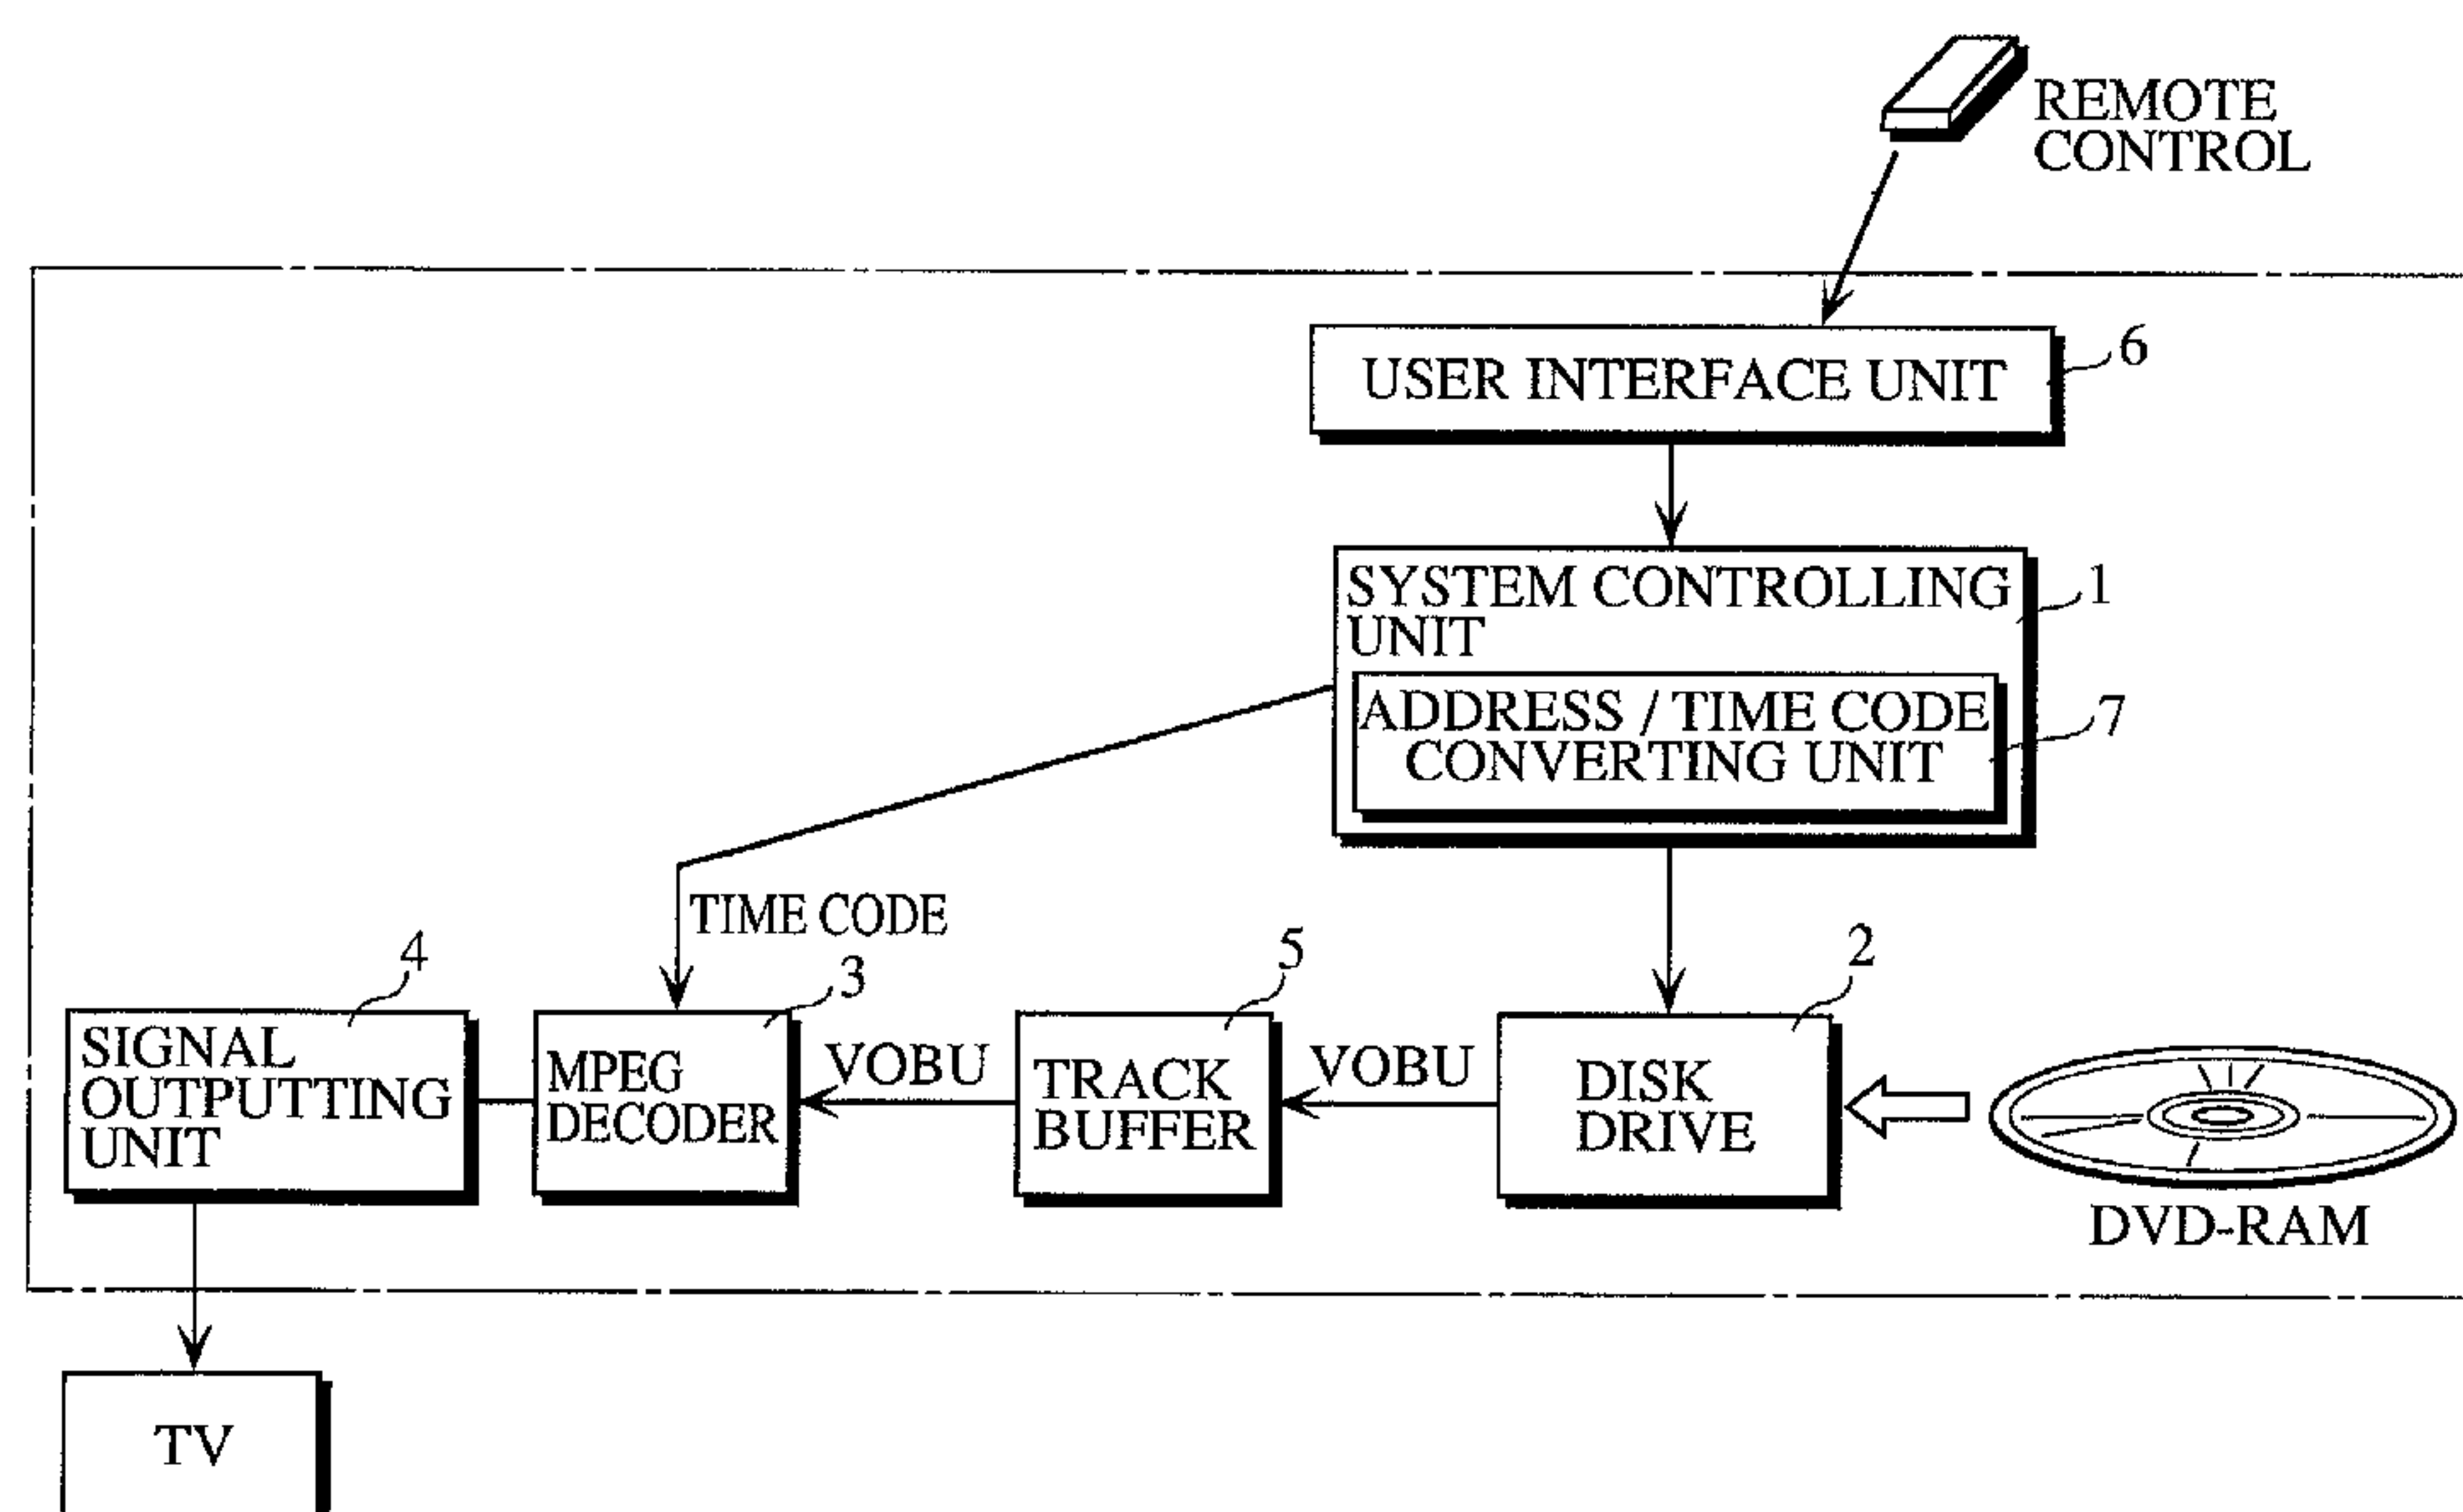 REMOTE
CONTROL
USER INTERFACE UNIT
6
SYSTEM CONTROLLING
UNIT
1
ADDRESS / TIME CODE
CONVERTING UNIT
7
TIME CODE
4
3
5
2
SIGNAL
OUTPUTTING
UNIT
MPEG
DECODER
VOBU
TRACK
BUFFER
VOBU
DISK
DRIVE
DVD-RAM
TV